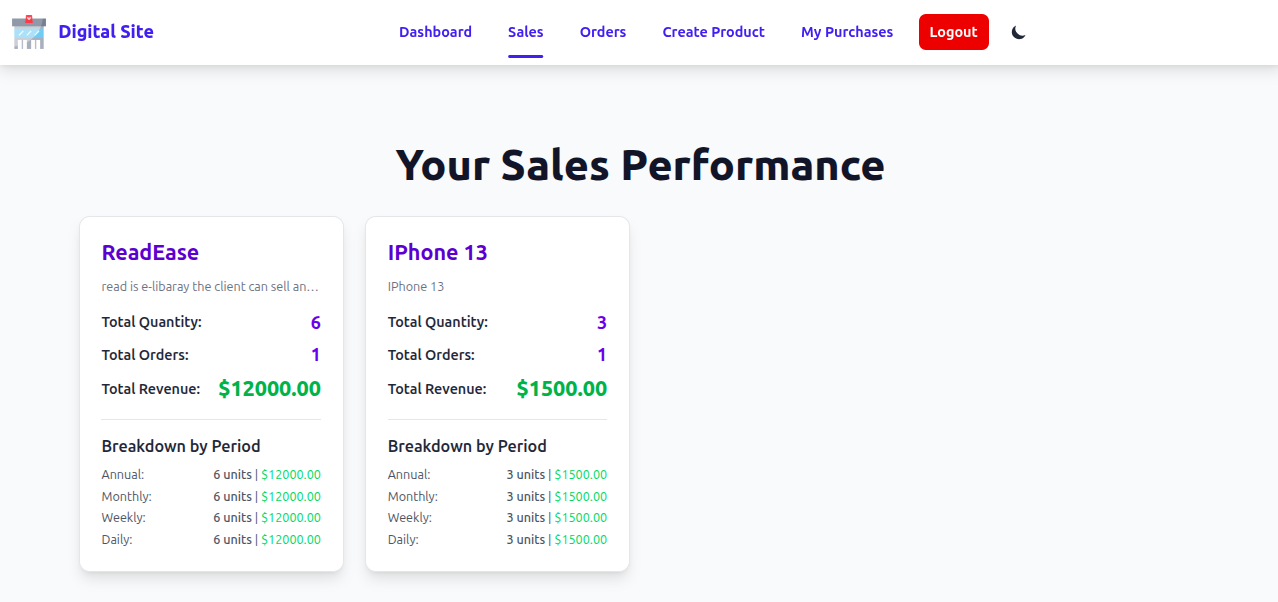 Digital Site
Dashboard
Sales
Orders
Create Product
My Purchases
Logout
Your Sales Performance
ReadEase
read is e-libaray the client can sell an...
Total Quantity: 6
Total Orders: 1
Total Revenue: $12000.00
Breakdown by Period
Annual: 6 units | $12000.00
Monthly: 6 units | $12000.00
Weekly: 6 units | $12000.00
Daily: 6 units | $12000.00
IPhone 13
IPhone 13
Total Quantity: 3
Total Orders: 1
Total Revenue: $1500.00
Breakdown by Period
Annual: 3 units | $1500.00
Monthly: 3 units | $1500.00
Weekly: 3 units | $1500.00
Daily: 3 units | $1500.00